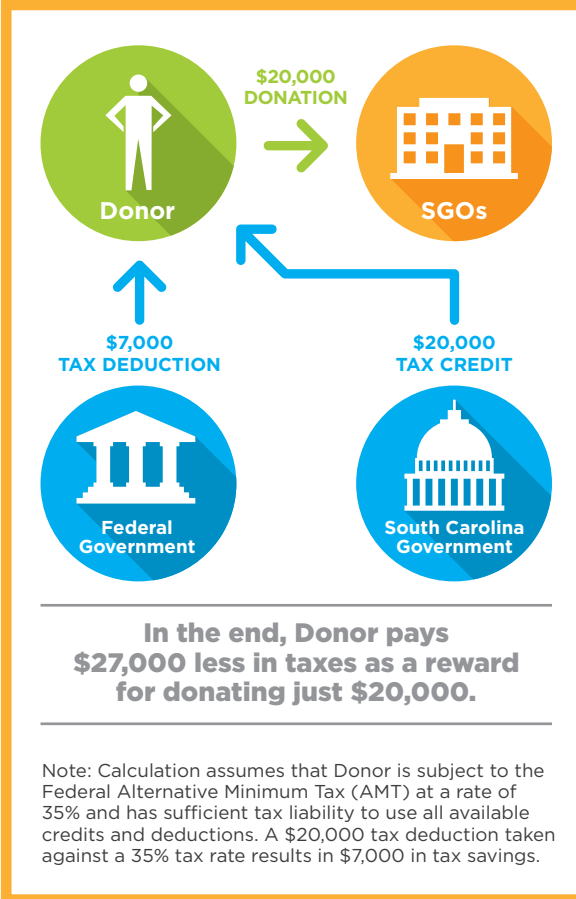 $20,000
DONATION
Donor
SGOs
$7,000
TAX DEDUCTION
$20,000
TAX CREDIT
Federal
Government
South Carolina
Government
In the end, Donor pays
$27,000 less in taxes as a reward
for donating just $20,000.
Note: Calculation assumes that Donor is subject to the
Federal Alternative Minimum Tax (AMT) at a rate of
35% and has sufficient tax liability to use all available
credits and deductions. A $20,000 tax deduction taken
against a 35% tax rate results in $7,000 in tax savings.